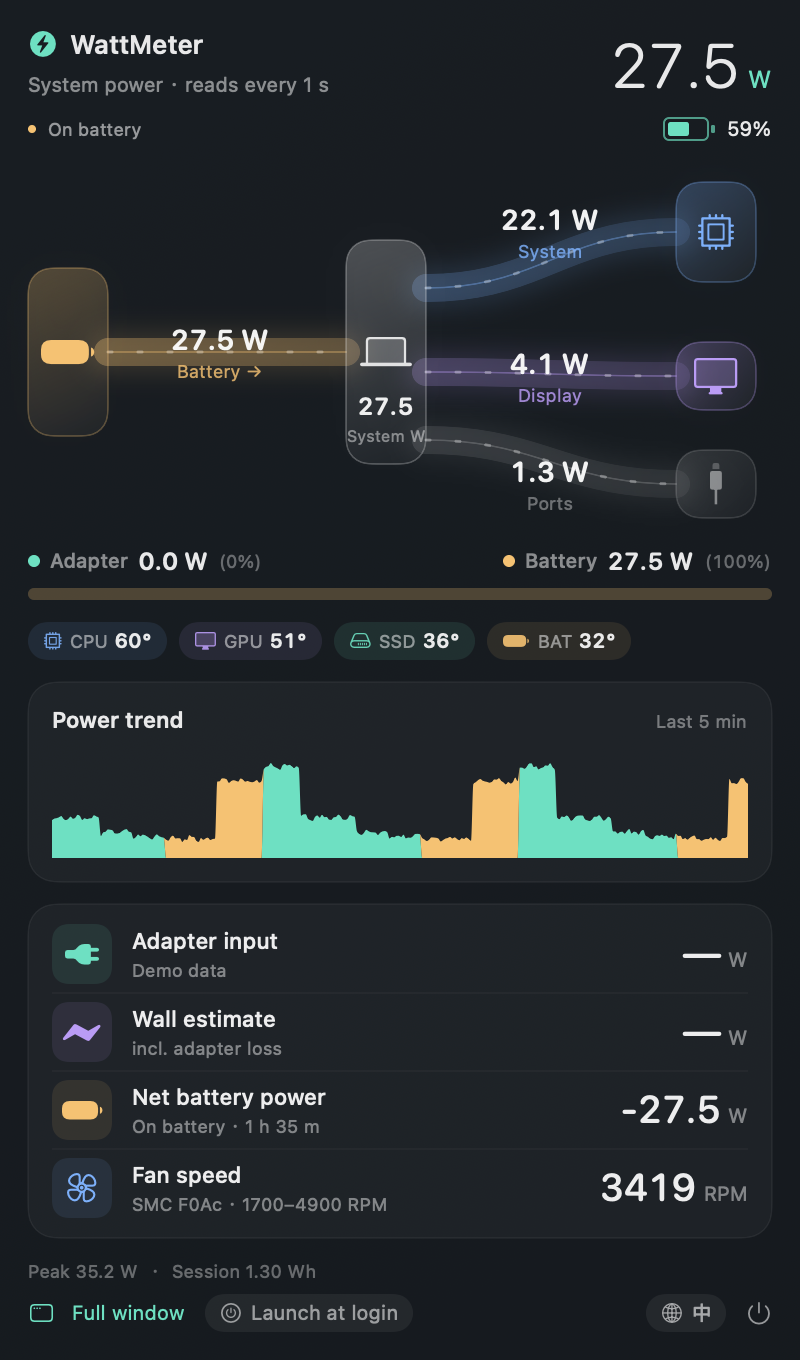 WattMeter
27.5 W
System power · reads every 1 s
On battery
59%
22.1 W
System
27.5 W
Battery →
4.1 W
Display
27.5
System W
1.3 W
Ports
Adapter 0.0 W (0%)
Battery 27.5 W (100%)
CPU 60°
GPU 51°
SSD 36°
BAT 32°
Power trend
Last 5 min
Adapter input
Demo data
— W
Wall estimate
incl. adapter loss
— W
Net battery power
On battery · 1 h 35 m
-27.5 W
Fan speed
SMC F0Ac · 1700–4900 RPM
3419 RPM
Peak 35.2 W · Session 1.30 Wh
Full window
Launch at login
中